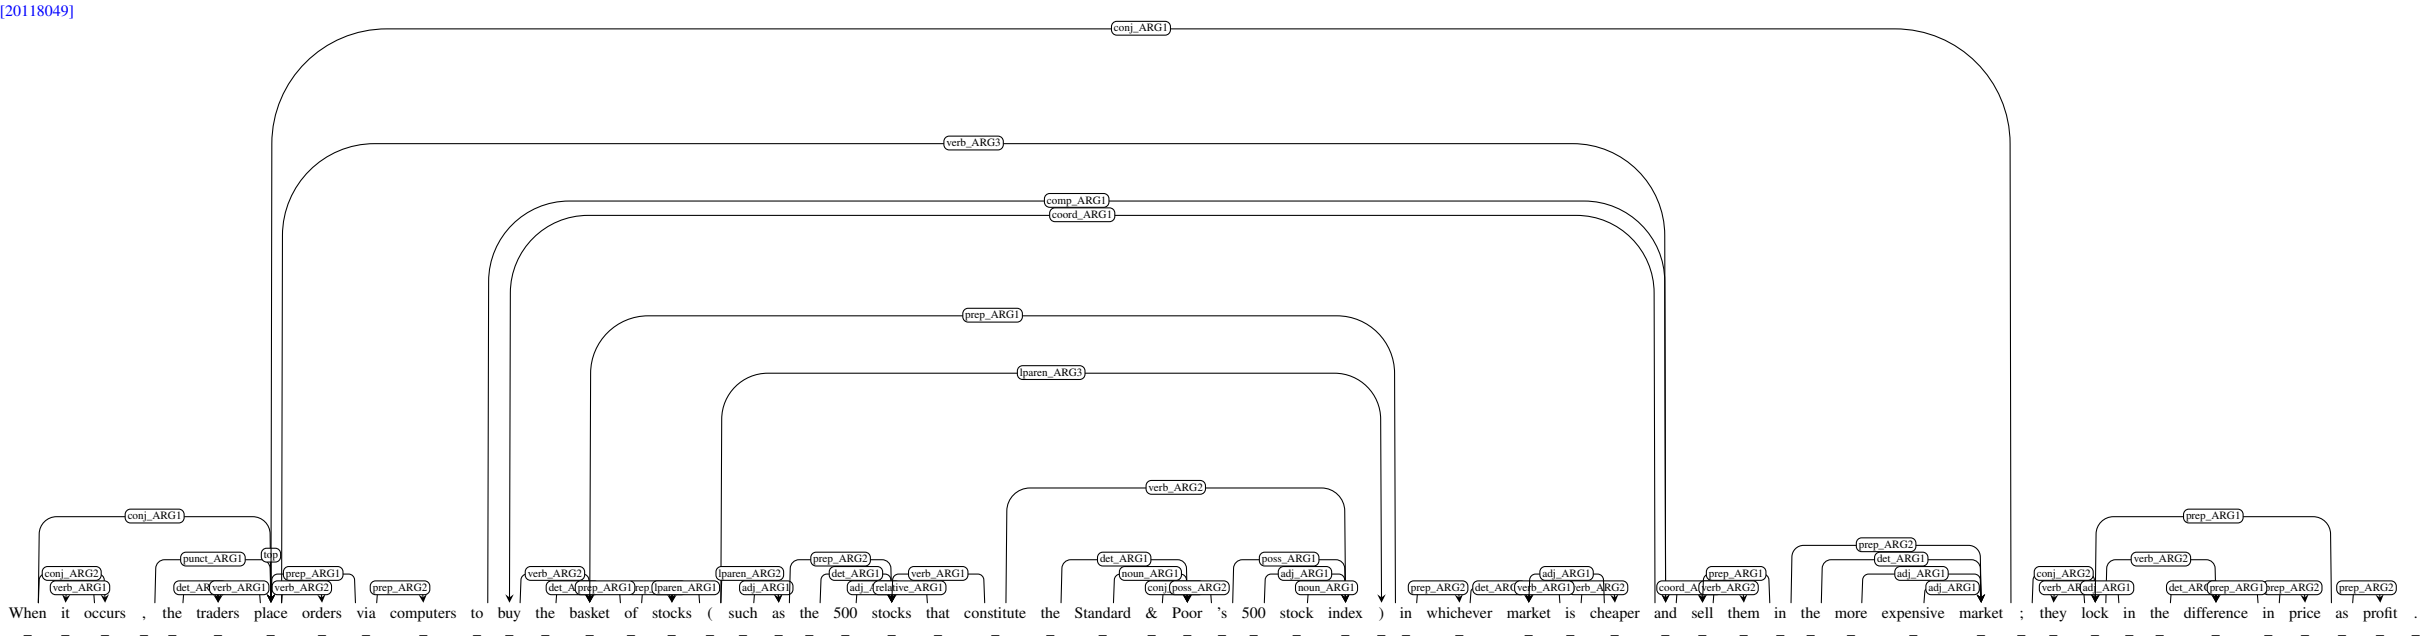 [20118049]
conj_ARG1
verb_ARG3
comp_ARG1
coord_ARG1
prep_ARG1
lparen_ARG3
verb_ARG2
conj_ARG1 prep_ARG1
prep_ARG2
top
punct_ARG1 prep_ARG2 det_ARG1 poss_ARG1 det_ARG1 verb_ARG2
conj_ARG2 prep_ARG1 verb_ARG2 lparen_ARG2 det_ARG1 verb_ARG1 noun_ARG1 adj_ARG1 adj_ARG1 prep_ARG1 adj_ARG1 conj_ARG2
verb_ARG1 verb_ARG1 verb_ARG2 prep_ARG2 prep_ARG1 lparen_ARG1 adj_ARG1 relative_ARG1 poss_ARG2 noun_ARG1 prep_ARG2 verb_ARG1 verb_ARG2 adj_ARG1 adj_ARG1 prep_ARG1 prep_ARG2 prep_ARG2
When it occurs , the traders place orders via computers to buy the basket of stocks ( such as the 500 stocks that constitute the Standard & Poor 's 500 stock index ) in whichever market is cheaper and sell them in the more expensive market ; they lock in the difference in price as profit .
_ _ _ _ _ _ _ _ _ _ _ _ _ _ _ _ _ _ _ _ _ _ _ _ _ _ _ _ _ _ _ _ _ _ _ _ _ _ _ _ _ _ _ _ _ _ _ _ _ _ _ _ _ _ _ _ _ _